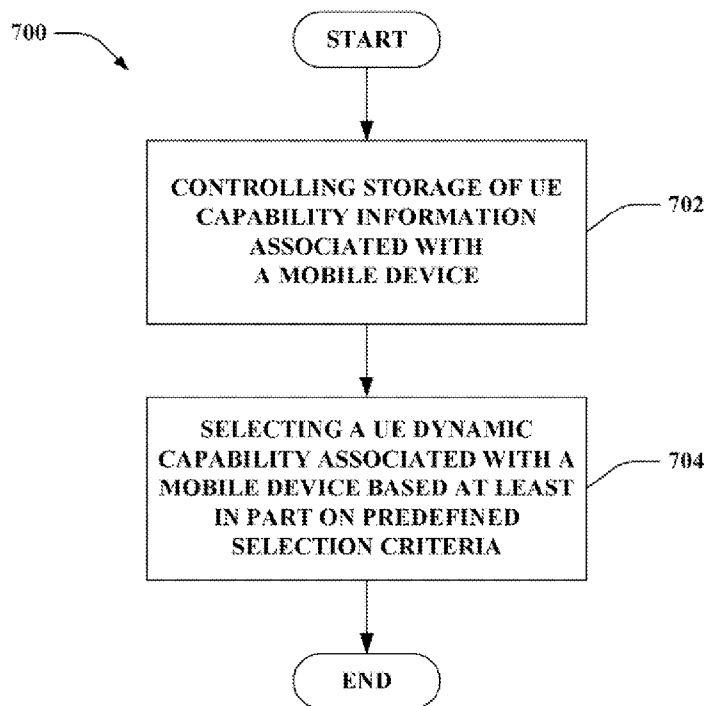 700
START
CONTROLLING STORAGE OF UE
CAPABILITY INFORMATION
ASSOCIATED WITH
A MOBILE DEVICE
702
SELECTING A UE DYNAMIC
CAPABILITY ASSOCIATED WITH A
MOBILE DEVICE BASED AT LEAST
IN PART ON PREDEFINED
SELECTION CRITERIA
704
END